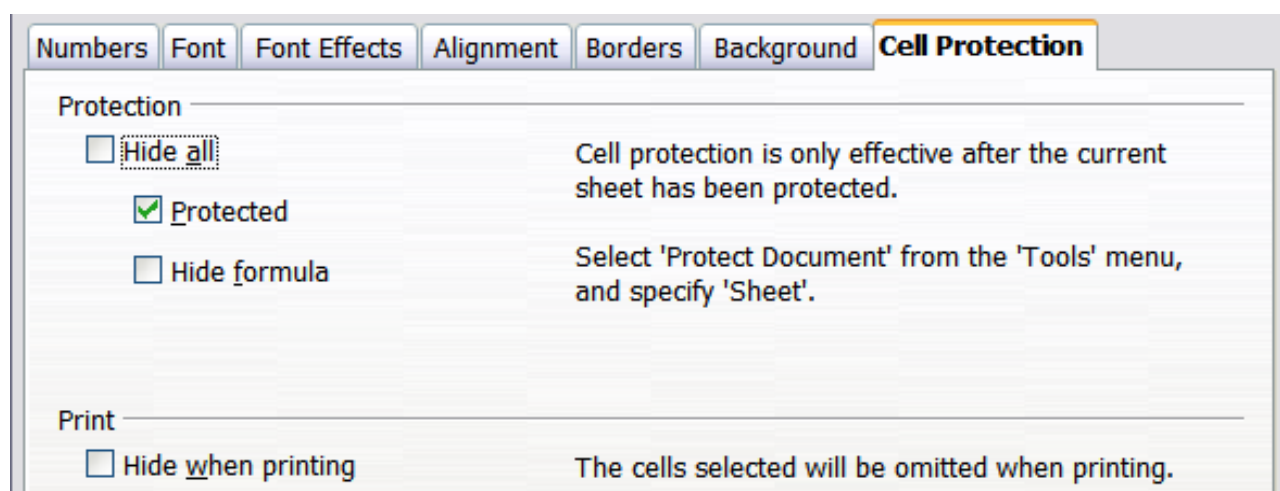 Numbers Font Font Effects Alignment Borders Background Cell Protection
Protection
Hide all
Cell protection is only effective after the current
sheet has been protected.
Protected
Select 'Protect Document' from the 'Tools' menu,
and specify 'Sheet'.
Hide formula
Print
Hide when printing
The cells selected will be omitted when printing.